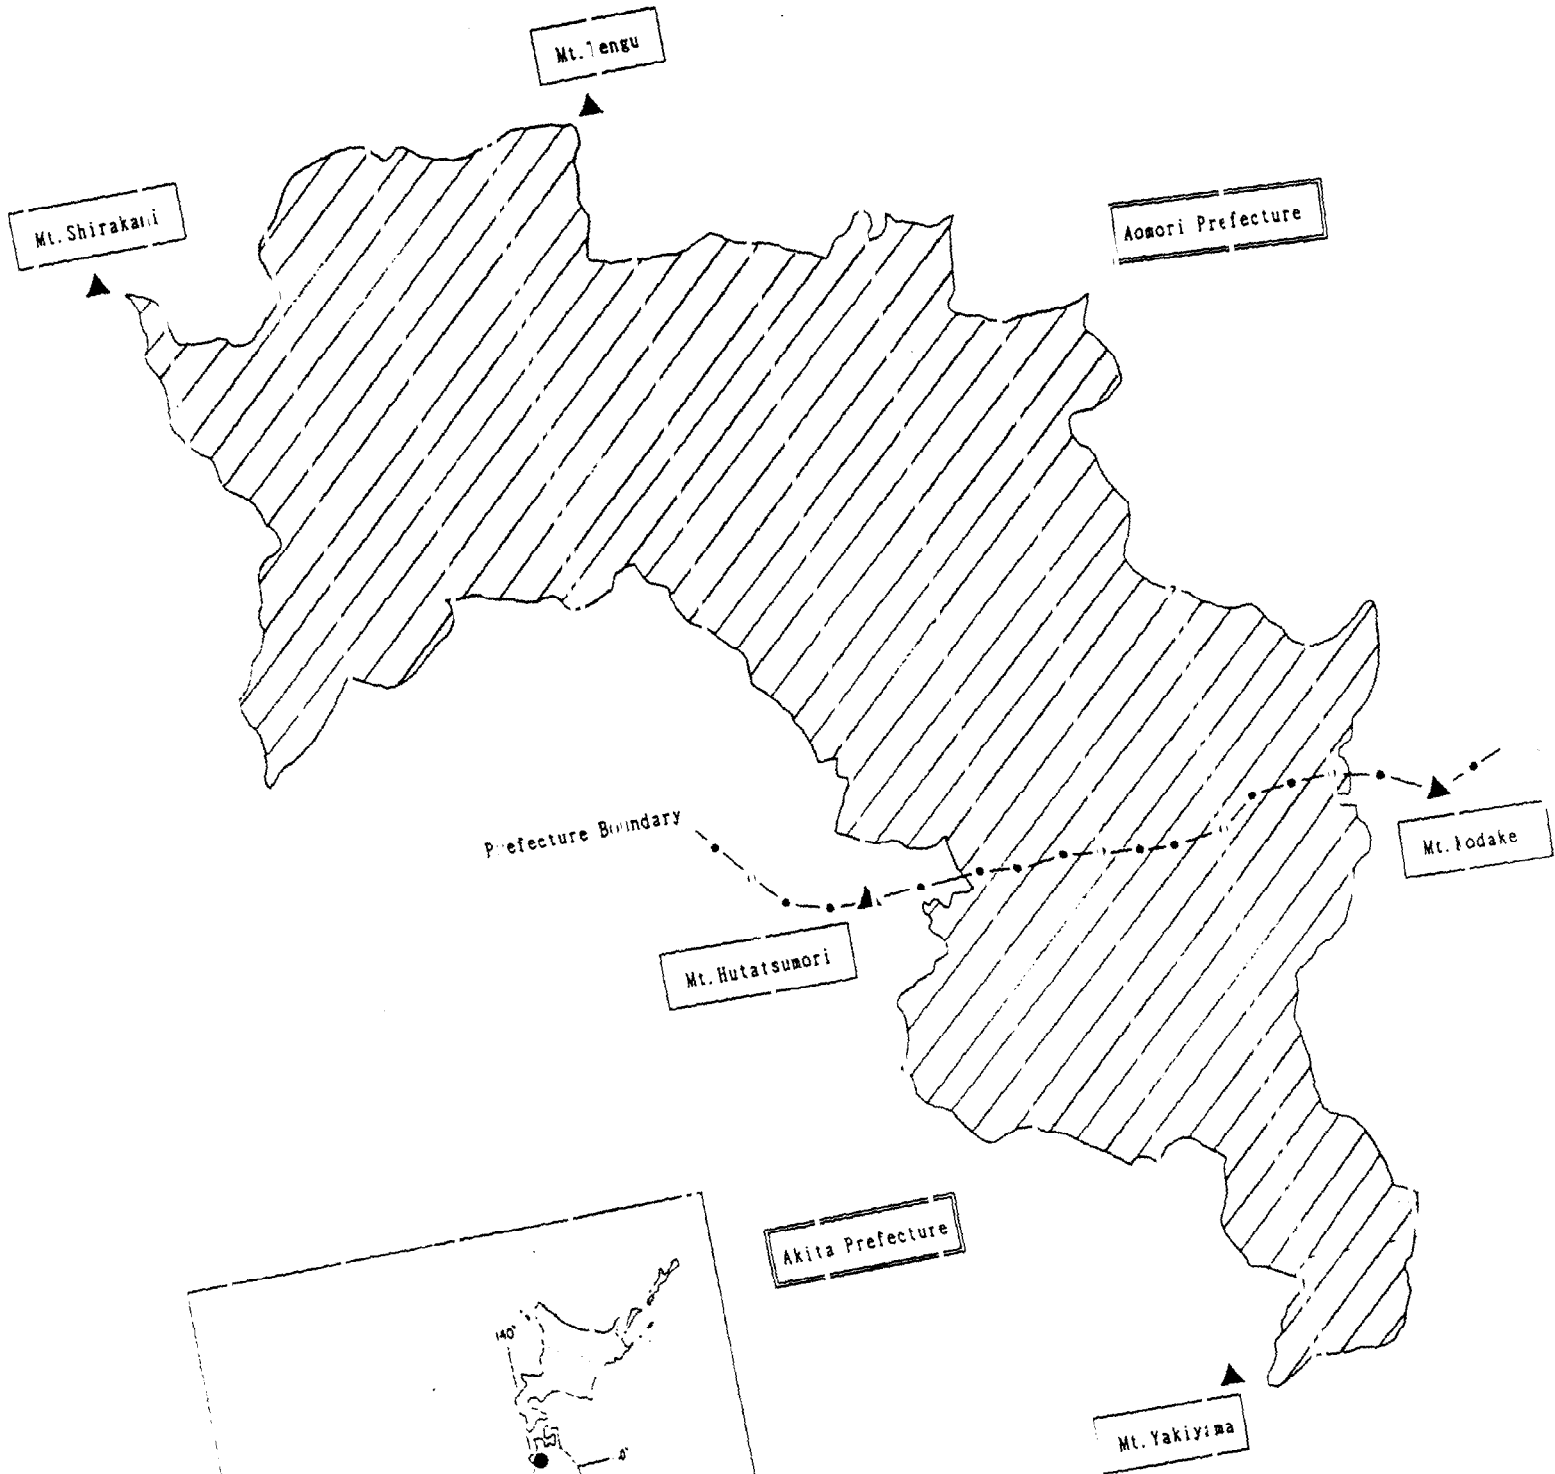 Mt. Tengu
Mt. Shirakami
Aomori Prefecture
Prefecture Boundary
Mt. Hutatsumori
Akita Prefecture
140°
Mt. Yakiyama